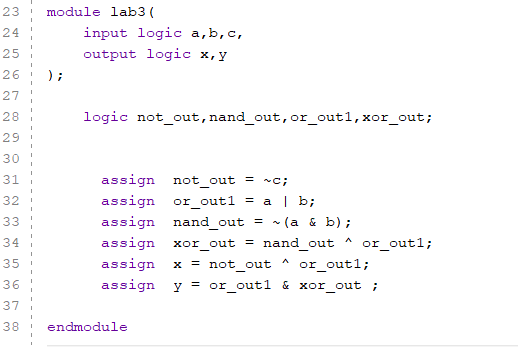 23 module lab3(
24     input logic a,b,c,
25     output logic x,y
26 );
27
28     logic not_out,nand_out,or_out1,xor_out;
29
30
31       assign  not_out = ~c;
32       assign  or_out1 = a | b;
33       assign  nand_out = ~(a & b);
34       assign  xor_out = nand_out ^ or_out1;
35       assign  x = not_out ^ or_out1;
36       assign  y = or_out1 & xor_out ;
37
38 endmodule